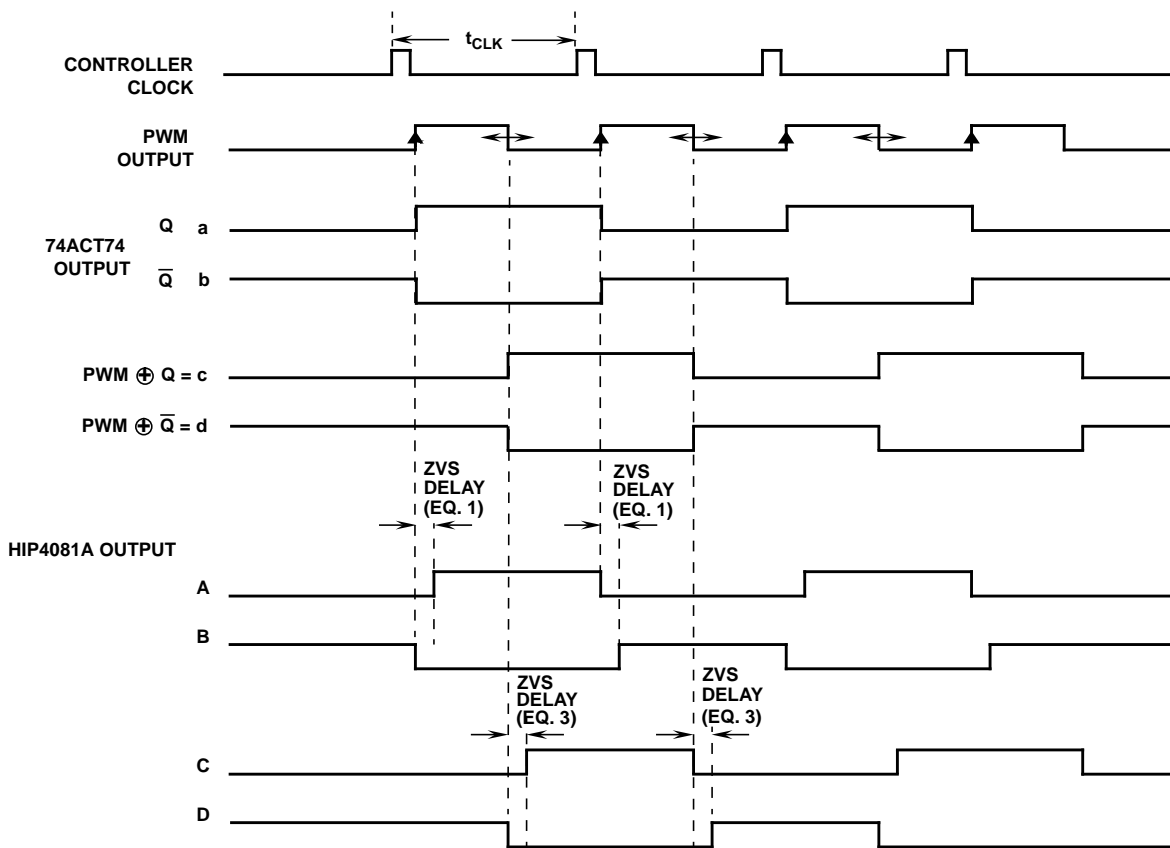 t_CLK
CONTROLLER
CLOCK
PWM
OUTPUT
Q a
74ACT74
OUTPUT
Q̅ b
PWM ⊕ Q = c
PWM ⊕ Q̅ = d
ZVS
DELAY
(EQ. 1)
ZVS
DELAY
(EQ. 1)
HIP4081A OUTPUT
A
B
ZVS
DELAY
(EQ. 3)
ZVS
DELAY
(EQ. 3)
C
D